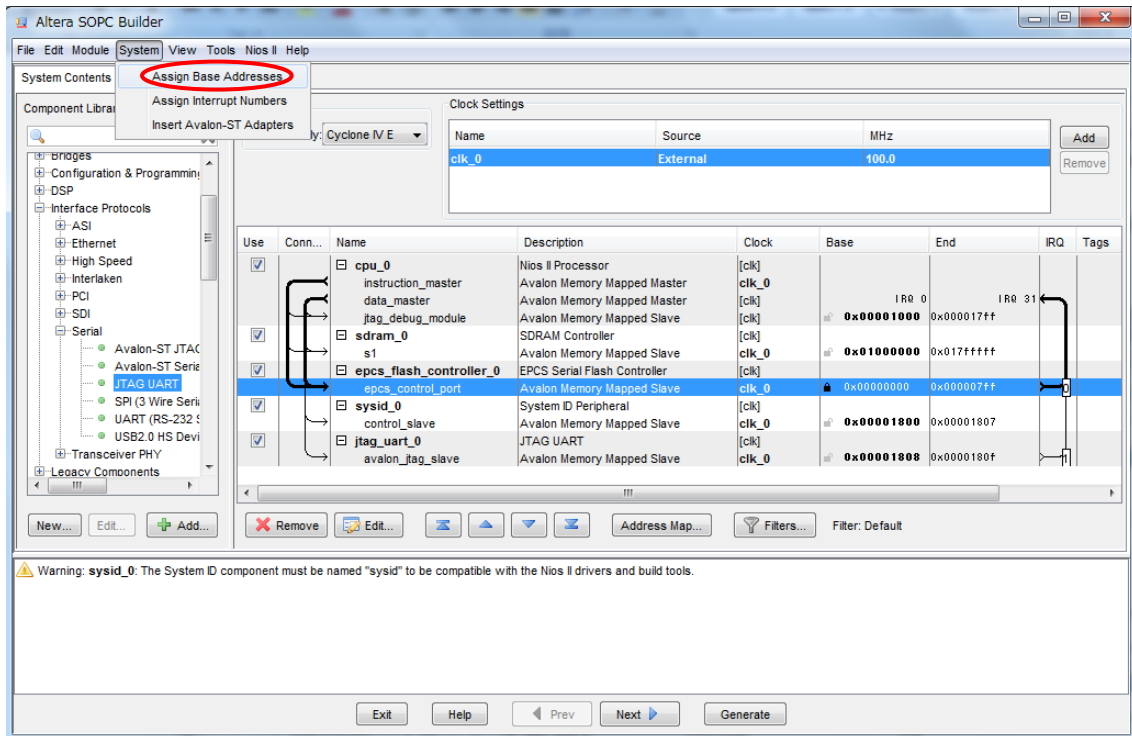 Altera SOPC Builder
File Edit Module System View Tools Nios II Help
System Contents
Assign Base Addresses
Assign Interrupt Numbers
Insert Avalon-ST Adapters
Component Librar
Cyclone IV E
Clock Settings
Name Source MHz
clk_0 External 100.0
Add
Remove
Bridges
Configuration & Programmin
DSP
Interface Protocols
ASI
Ethernet
High Speed
Interlaken
PCI
SDI
Serial
Avalon-ST JTAG
Avalon-ST Seria
JTAG UART
SPI (3 Wire Seria
UART (RS-232 S
USB2.0 HS Devi
Transceiver PHY
Legacy Components
New... Edit... Add...
Use Conn... Name Description Clock Base End IRQ Tags
cpu_0 Nios II Processor [clk]
instruction_master Avalon Memory Mapped Master clk_0
data_master Avalon Memory Mapped Master [clk] IRQ 0 IRQ 31
jtag_debug_module Avalon Memory Mapped Slave [clk] 0x00001000 0x000017ff
sdram_0 SDRAM Controller [clk]
s1 Avalon Memory Mapped Slave clk_0 0x01000000 0x017fffff
epcs_flash_controller_0 EPCS Serial Flash Controller [clk]
epcs_control_port Avalon Memory Mapped Slave clk_0 0x00000000 0x000007ff 0
sysid_0 System ID Peripheral [clk]
control_slave Avalon Memory Mapped Slave clk_0 0x00001800 0x00001807
jtag_uart_0 JTAG UART [clk]
avalon_jtag_slave Avalon Memory Mapped Slave clk_0 0x00001808 0x0000180f 1
Remove Edit... Address Map... Filters... Filter: Default
Warning: sysid_0: The System ID component must be named "sysid" to be compatible with the Nios II drivers and build tools.
Exit Help Prev Next Generate